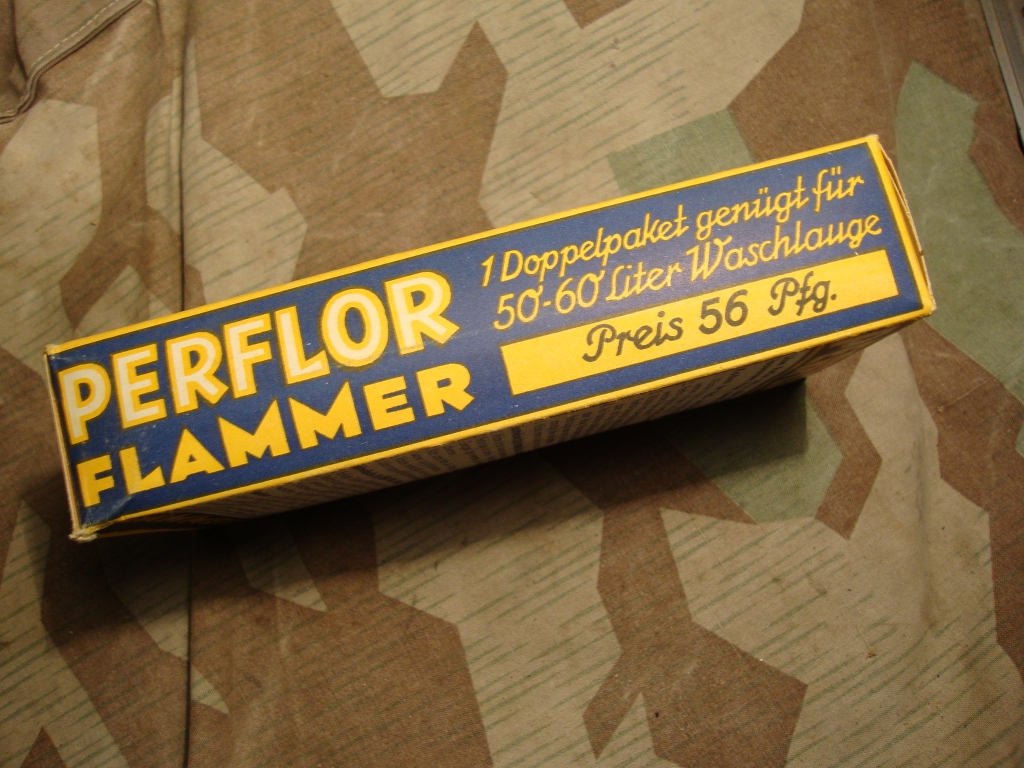 PERFLOR
FLAMMER
1 Doppelpaket genügt für
50-60 Liter Waschlauge
Preis 56 Pfg.